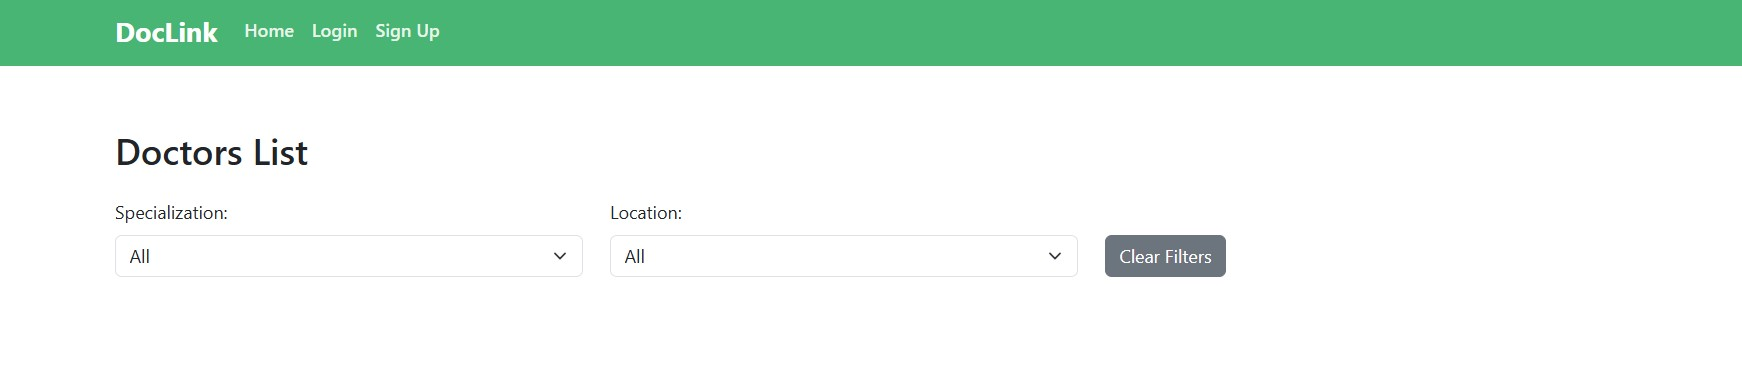 DocLink Home Login Sign Up
Doctors List
Specialization: Location:
All All Clear Filters